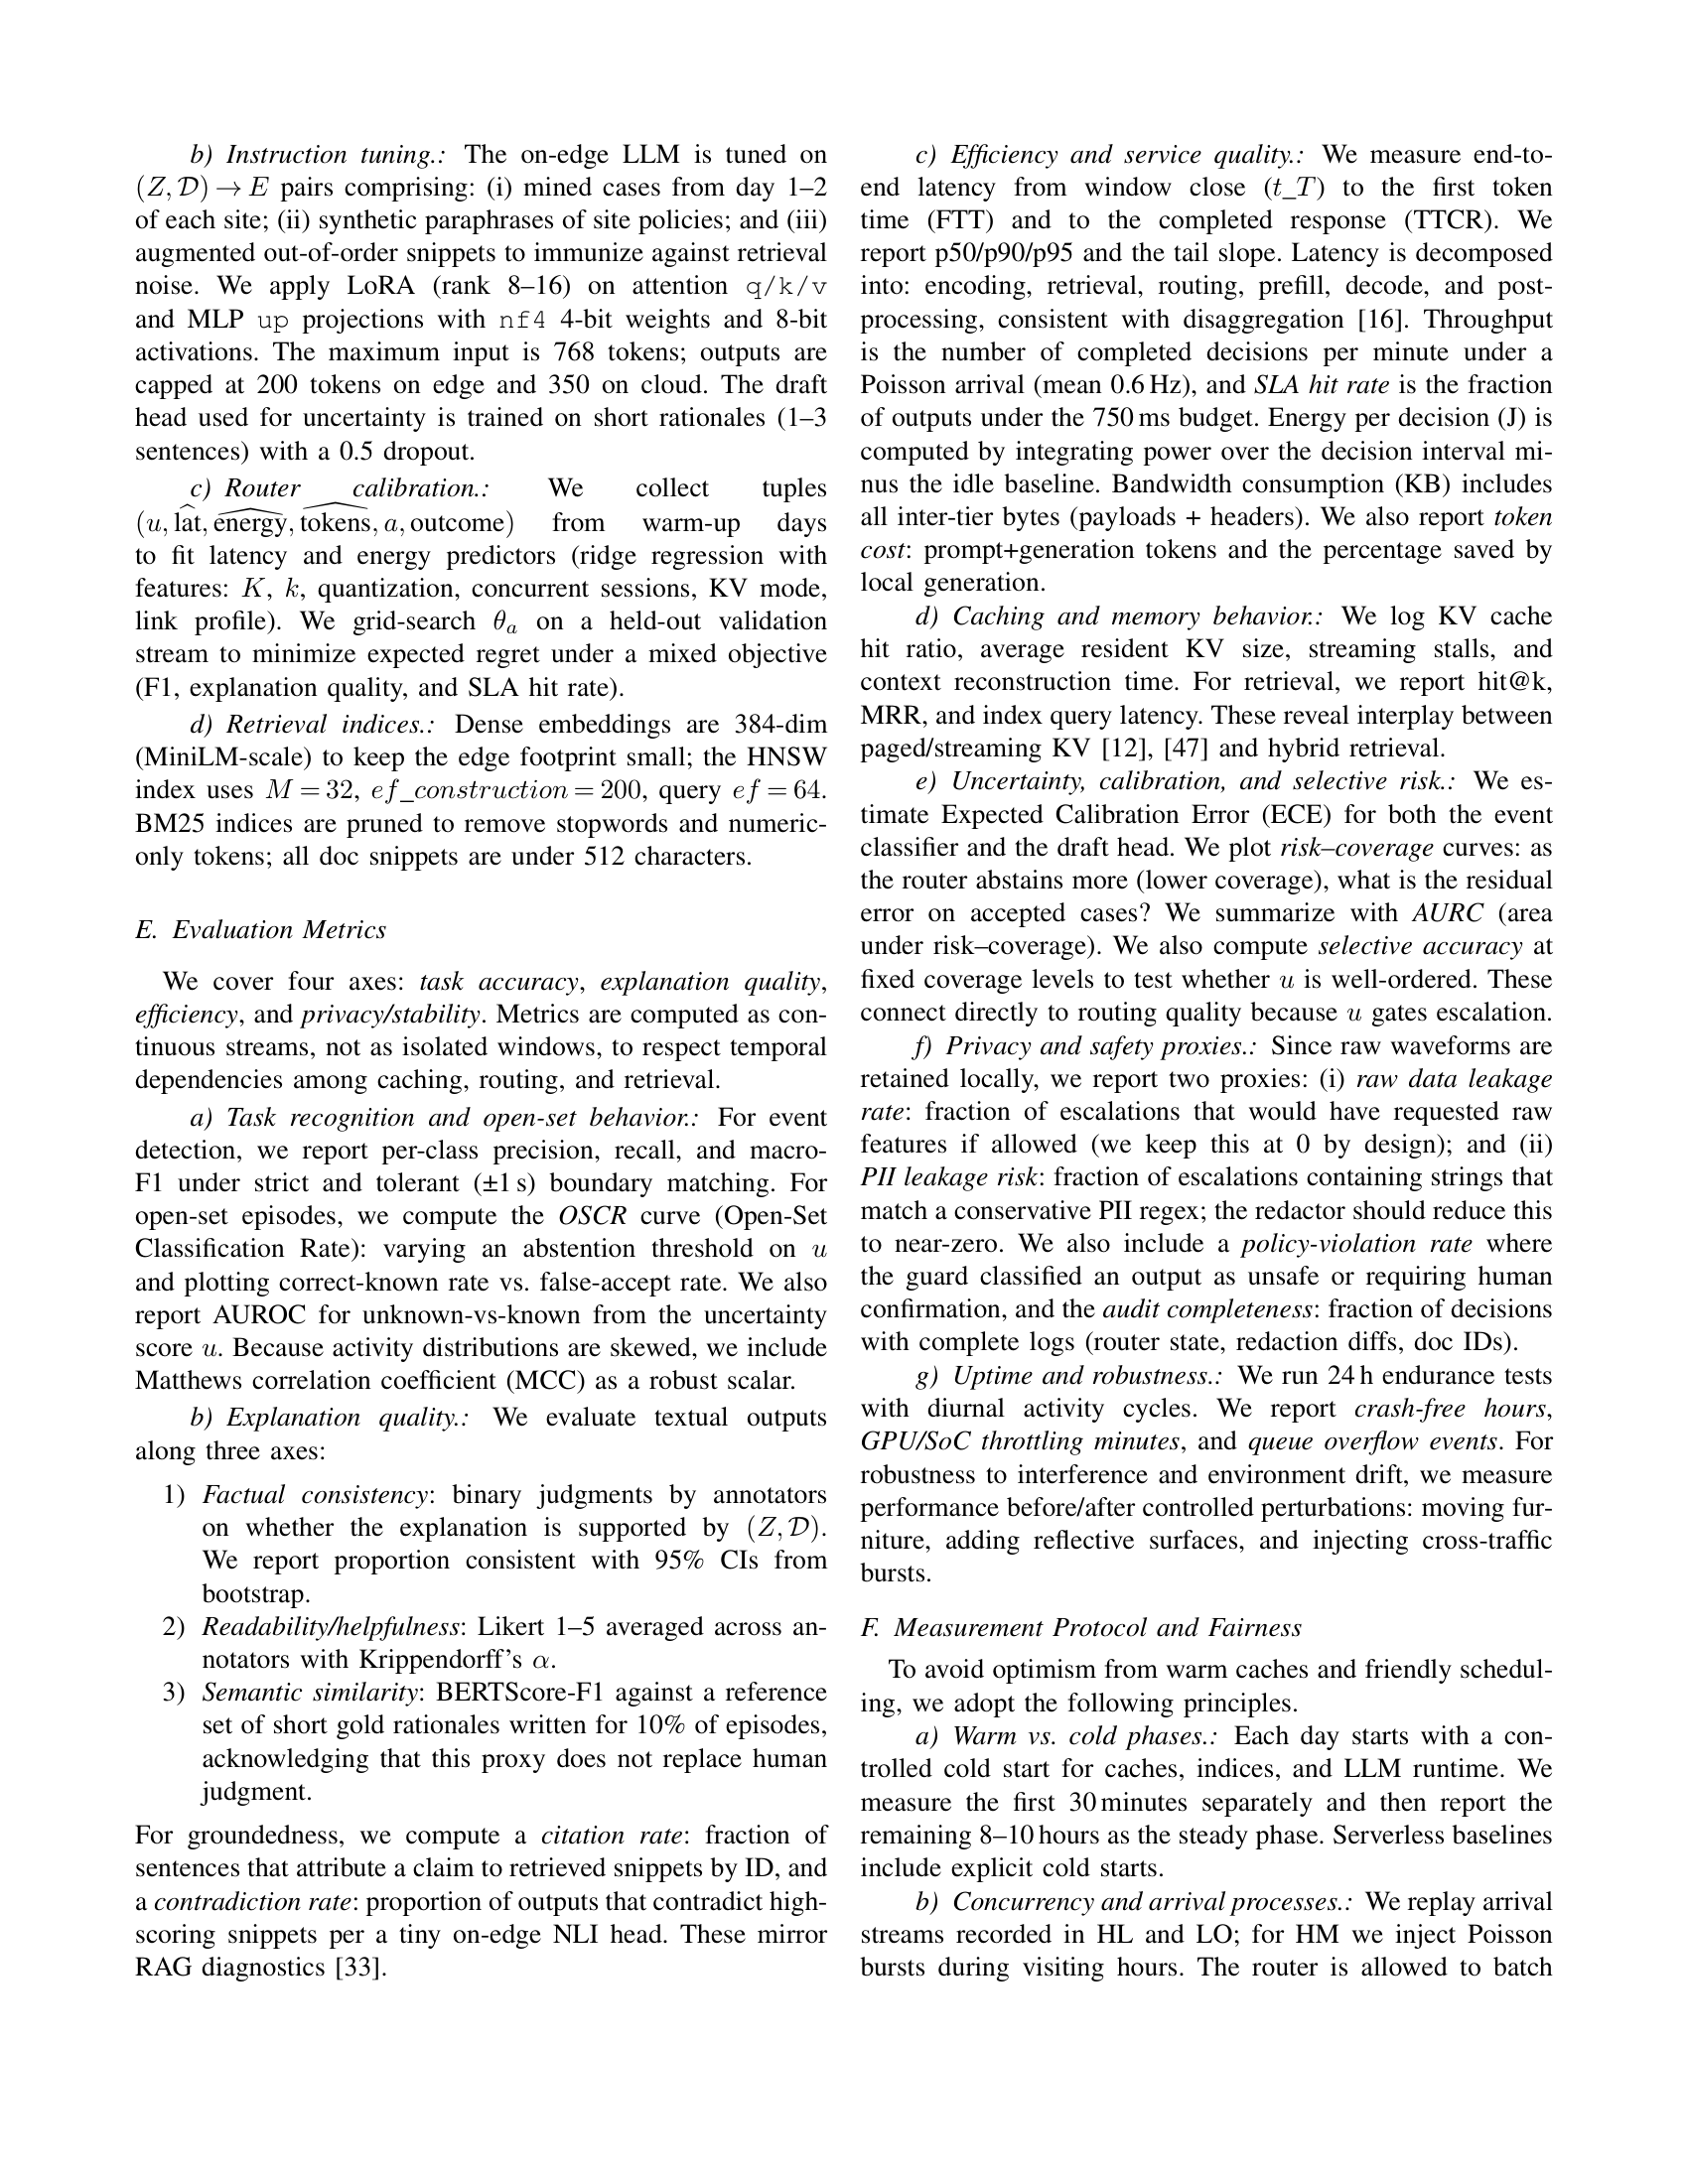 b) Instruction tuning.: The on-edge LLM is tuned on
(Z, 𝒟) → E pairs comprising: (i) mined cases from day 1–2
of each site; (ii) synthetic paraphrases of site policies; and (iii)
augmented out-of-order snippets to immunize against retrieval
noise. We apply LoRA (rank 8–16) on attention q/k/v
and MLP up projections with nf4 4-bit weights and 8-bit
activations. The maximum input is 768 tokens; outputs are
capped at 200 tokens on edge and 350 on cloud. The draft
head used for uncertainty is trained on short rationales (1–3
sentences) with a 0.5 dropout.
c) Router calibration.: We collect tuples
(u, l̂at, ênergy, t̂okens, a, outcome) from warm-up days
to fit latency and energy predictors (ridge regression with
features: K, k, quantization, concurrent sessions, KV mode,
link profile). We grid-search θ_a on a held-out validation
stream to minimize expected regret under a mixed objective
(F1, explanation quality, and SLA hit rate).
d) Retrieval indices.: Dense embeddings are 384-dim
(MiniLM-scale) to keep the edge footprint small; the HNSW
index uses M = 32, ef_construction = 200, query ef = 64.
BM25 indices are pruned to remove stopwords and numeric-
only tokens; all doc snippets are under 512 characters.
E. Evaluation Metrics
We cover four axes: task accuracy, explanation quality,
efficiency, and privacy/stability. Metrics are computed as con-
tinuous streams, not as isolated windows, to respect temporal
dependencies among caching, routing, and retrieval.
a) Task recognition and open-set behavior.: For event
detection, we report per-class precision, recall, and macro-
F1 under strict and tolerant (±1 s) boundary matching. For
open-set episodes, we compute the OSCR curve (Open-Set
Classification Rate): varying an abstention threshold on u
and plotting correct-known rate vs. false-accept rate. We also
report AUROC for unknown-vs-known from the uncertainty
score u. Because activity distributions are skewed, we include
Matthews correlation coefficient (MCC) as a robust scalar.
b) Explanation quality.: We evaluate textual outputs
along three axes:
1) Factual consistency: binary judgments by annotators
on whether the explanation is supported by (Z, 𝒟).
We report proportion consistent with 95% CIs from
bootstrap.
2) Readability/helpfulness: Likert 1–5 averaged across an-
notators with Krippendorff's α.
3) Semantic similarity: BERTScore-F1 against a reference
set of short gold rationales written for 10% of episodes,
acknowledging that this proxy does not replace human
judgment.
For groundedness, we compute a citation rate: fraction of
sentences that attribute a claim to retrieved snippets by ID, and
a contradiction rate: proportion of outputs that contradict high-
scoring snippets per a tiny on-edge NLI head. These mirror
RAG diagnostics [33].
c) Efficiency and service quality.: We measure end-to-
end latency from window close (t_T) to the first token
time (FTT) and to the completed response (TTCR). We
report p50/p90/p95 and the tail slope. Latency is decomposed
into: encoding, retrieval, routing, prefill, decode, and post-
processing, consistent with disaggregation [16]. Throughput
is the number of completed decisions per minute under a
Poisson arrival (mean 0.6 Hz), and SLA hit rate is the fraction
of outputs under the 750 ms budget. Energy per decision (J) is
computed by integrating power over the decision interval mi-
nus the idle baseline. Bandwidth consumption (KB) includes
all inter-tier bytes (payloads + headers). We also report token
cost: prompt+generation tokens and the percentage saved by
local generation.
d) Caching and memory behavior.: We log KV cache
hit ratio, average resident KV size, streaming stalls, and
context reconstruction time. For retrieval, we report hit@k,
MRR, and index query latency. These reveal interplay between
paged/streaming KV [12], [47] and hybrid retrieval.
e) Uncertainty, calibration, and selective risk.: We es-
timate Expected Calibration Error (ECE) for both the event
classifier and the draft head. We plot risk–coverage curves: as
the router abstains more (lower coverage), what is the residual
error on accepted cases? We summarize with AURC (area
under risk–coverage). We also compute selective accuracy at
fixed coverage levels to test whether u is well-ordered. These
connect directly to routing quality because u gates escalation.
f) Privacy and safety proxies.: Since raw waveforms are
retained locally, we report two proxies: (i) raw data leakage
rate: fraction of escalations that would have requested raw
features if allowed (we keep this at 0 by design); and (ii)
PII leakage risk: fraction of escalations containing strings that
match a conservative PII regex; the redactor should reduce this
to near-zero. We also include a policy-violation rate where
the guard classified an output as unsafe or requiring human
confirmation, and the audit completeness: fraction of decisions
with complete logs (router state, redaction diffs, doc IDs).
g) Uptime and robustness.: We run 24 h endurance tests
with diurnal activity cycles. We report crash-free hours,
GPU/SoC throttling minutes, and queue overflow events. For
robustness to interference and environment drift, we measure
performance before/after controlled perturbations: moving fur-
niture, adding reflective surfaces, and injecting cross-traffic
bursts.
F. Measurement Protocol and Fairness
To avoid optimism from warm caches and friendly schedul-
ing, we adopt the following principles.
a) Warm vs. cold phases.: Each day starts with a con-
trolled cold start for caches, indices, and LLM runtime. We
measure the first 30 minutes separately and then report the
remaining 8–10 hours as the steady phase. Serverless baselines
include explicit cold starts.
b) Concurrency and arrival processes.: We replay arrival
streams recorded in HL and LO; for HM we inject Poisson
bursts during visiting hours. The router is allowed to batch